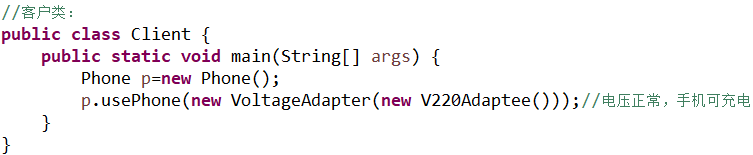 //客户类：
public class Client {
    public static void main(String[] args) {
        Phone p=new Phone();
        p.usePhone(new VoltageAdapter(new V220Adaptee()));//电压正常，手机可充电
    }
}